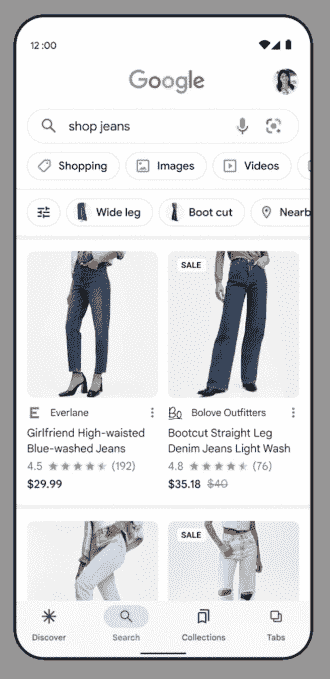 12:00
Google
shop jeans
Shopping
Images
Videos
Wide leg
Boot cut
Nearb
SALE
Everlane
Bolove Outfitters
Girlfriend High-waisted
Blue-washed Jeans
4.5 (192)
$29.99
Bootcut Straight Leg
Denim Jeans Light Wash
4.8 (76)
$35.18 $40
SALE
Discover
Search
Collections
Tabs